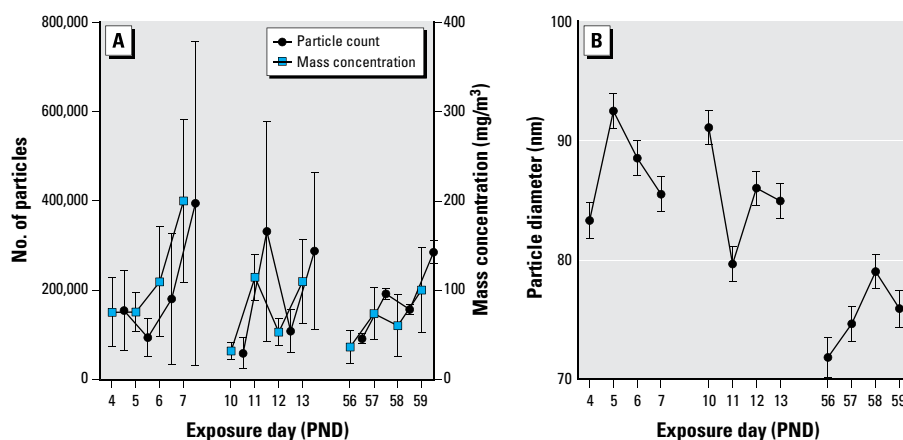 A
Particle count
Mass concentration
No. of particles
800,000
600,000
400,000
200,000
0
Mass concentration (mg/m³)
400
300
200
100
0
4 5 6 7 10 11 12 13 56 57 58 59
Exposure day (PND)
B
Particle diameter (nm)
100
90
80
70
4 5 6 7 10 11 12 13 56 57 58 59
Exposure day (PND)